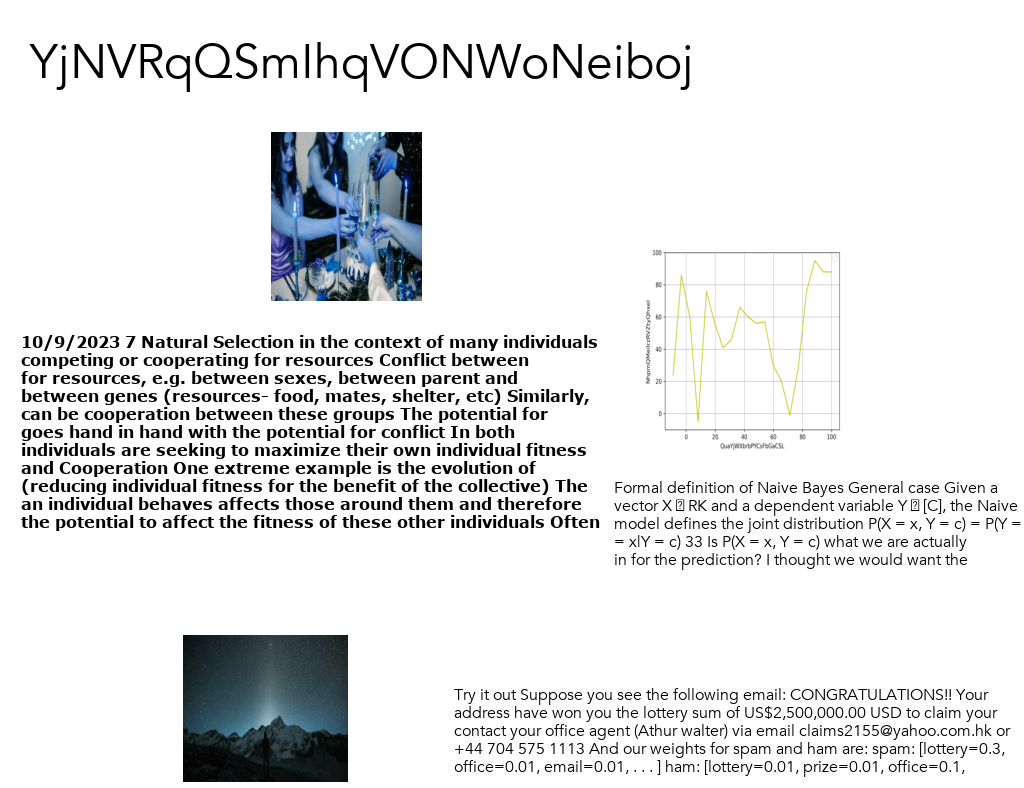 YjNVRqQSmIhqVONWoNeiboj
10/9/2023 7 Natural Selection in the context of many individuals
competing or cooperating for resources Conflict between
for resources, e.g. between sexes, between parent and
between genes (resources– food, mates, shelter, etc) Similarly,
can be cooperation between these groups The potential for
goes hand in hand with the potential for conflict In both
individuals are seeking to maximize their own individual fitness
and Cooperation One extreme example is the evolution of
(reducing individual fitness for the benefit of the collective) The
an individual behaves affects those around them and therefore
the potential to affect the fitness of these other individuals Often
100
80
60
40
20
0
0 20 40 60 80 100
Formal definition of Naive Bayes General case Given a
vector X RK and a dependent variable Y [C], the Naive
model defines the joint distribution P(X = x, Y = c) = P(Y =
= x|Y = c) 33 Is P(X = x, Y = c) what we are actually
in for the prediction? I thought we would want the
Try it out Suppose you see the following email: CONGRATULATIONS!! Your
address have won you the lottery sum of US$2,500,000.00 USD to claim your
contact your office agent (Athur walter) via email claims2155@yahoo.com.hk or
+44 704 575 1113 And our weights for spam and ham are: spam: [lottery=0.3,
office=0.01, email=0.01, . . . ] ham: [lottery=0.01, prize=0.01, office=0.1,